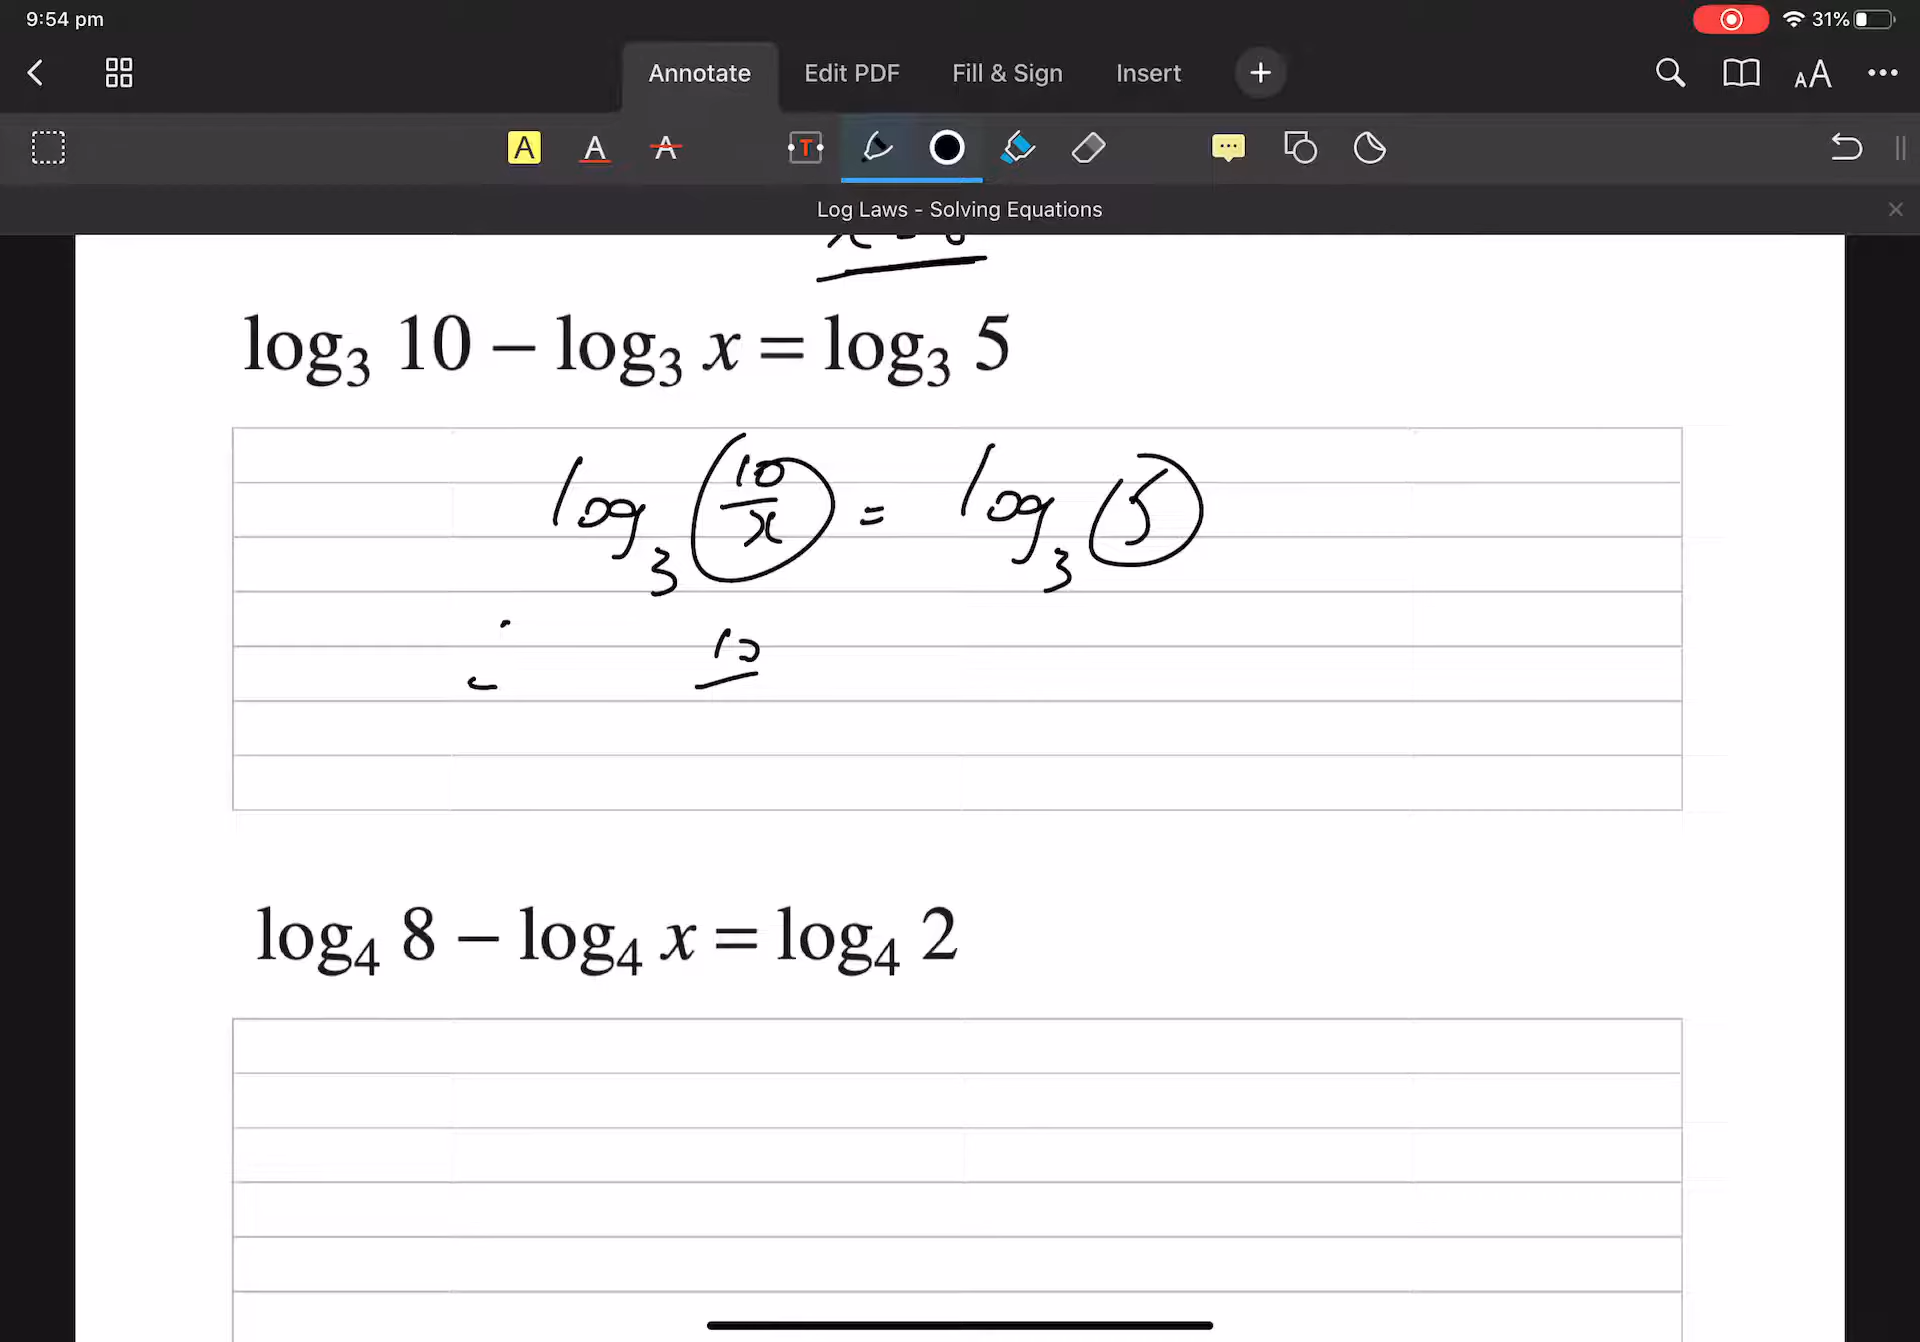 9:54 pm 31%
Annotate Edit PDF Fill & Sign Insert +
AA
A A A T
Log Laws - Solving Equations
log₃ 10 – log₃ x = log₃ 5
log₃ (10/x) = log₃ (5)
10
log₄ 8 – log₄ x = log₄ 2